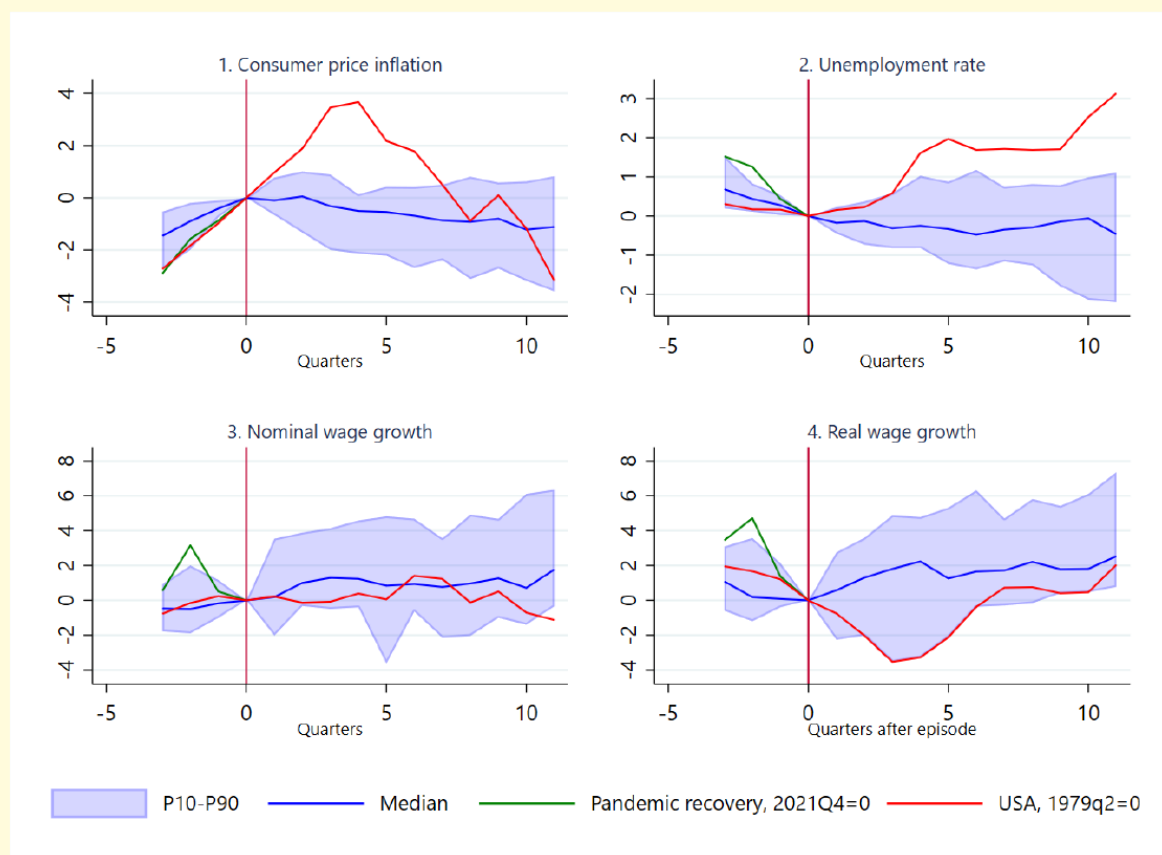 1. Consumer price inflation
4
2
0
-2
-4
-5 0 5 10
Quarters
2. Unemployment rate
3
2
1
0
-1
-2
-5 0 5 10
Quarters
3. Nominal wage growth
8
6
4
2
0
-2
-4
-5 0 5 10
Quarters
4. Real wage growth
8
6
4
2
0
-2
-4
-5 0 5 10
Quarters after episode
P10-P90 Median Pandemic recovery, 2021Q4=0 USA, 1979q2=0